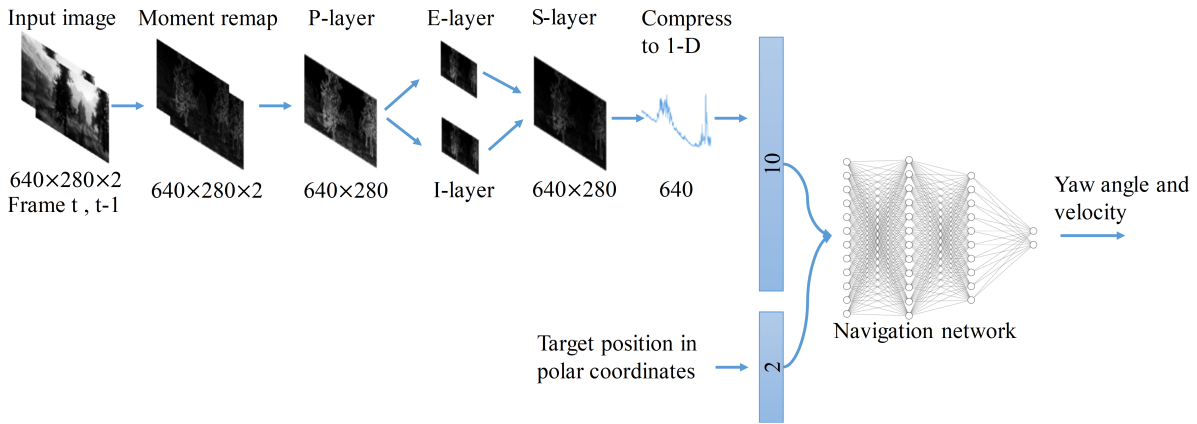 Input image
Moment remap
P-layer
E-layer
S-layer
Compress
to 1-D
640×280×2
Frame t , t-1
640×280×2
640×280
I-layer
640×280
640
10
Yaw angle and
velocity
Navigation network
Target position in
polar coordinates
2